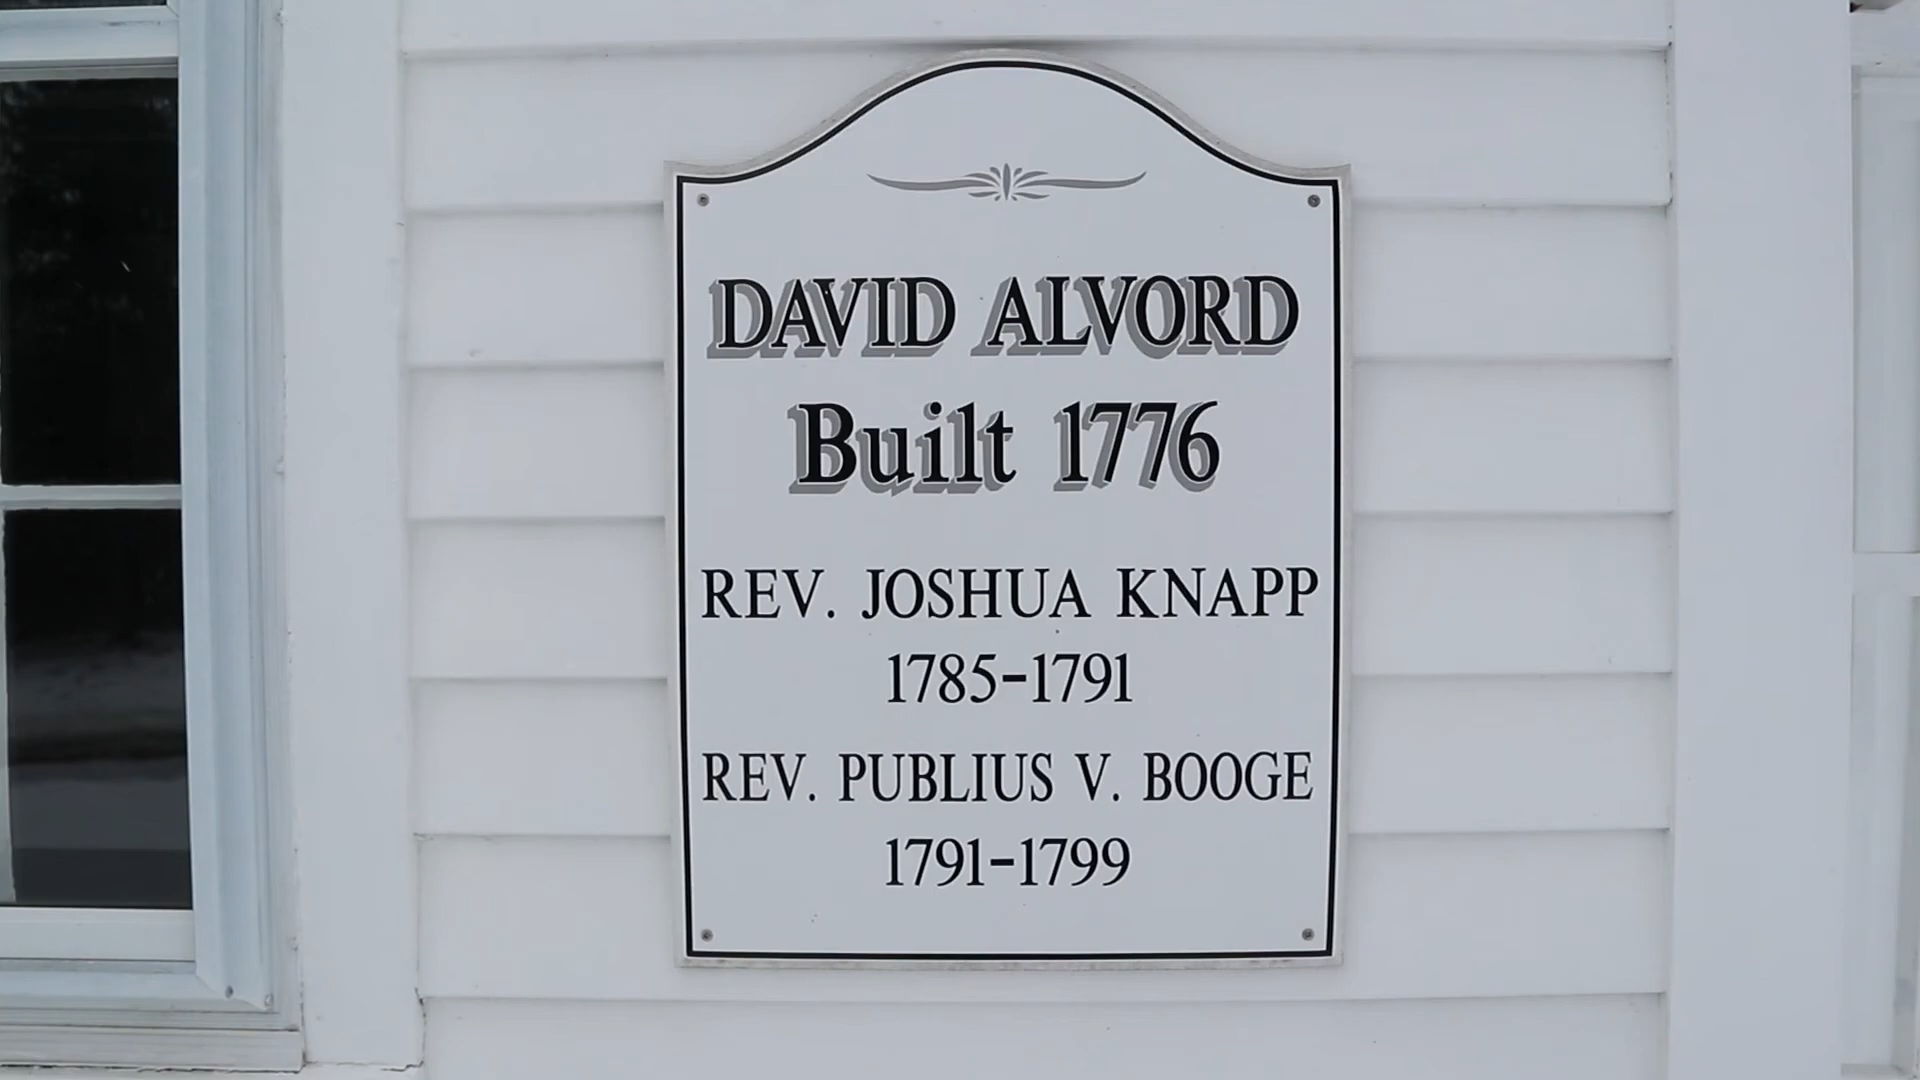 DAVID ALVORD
Built 1776
REV. JOSHUA KNAPP
1785-1791
REV. PUBLIUS V. BOOGE
1791-1799